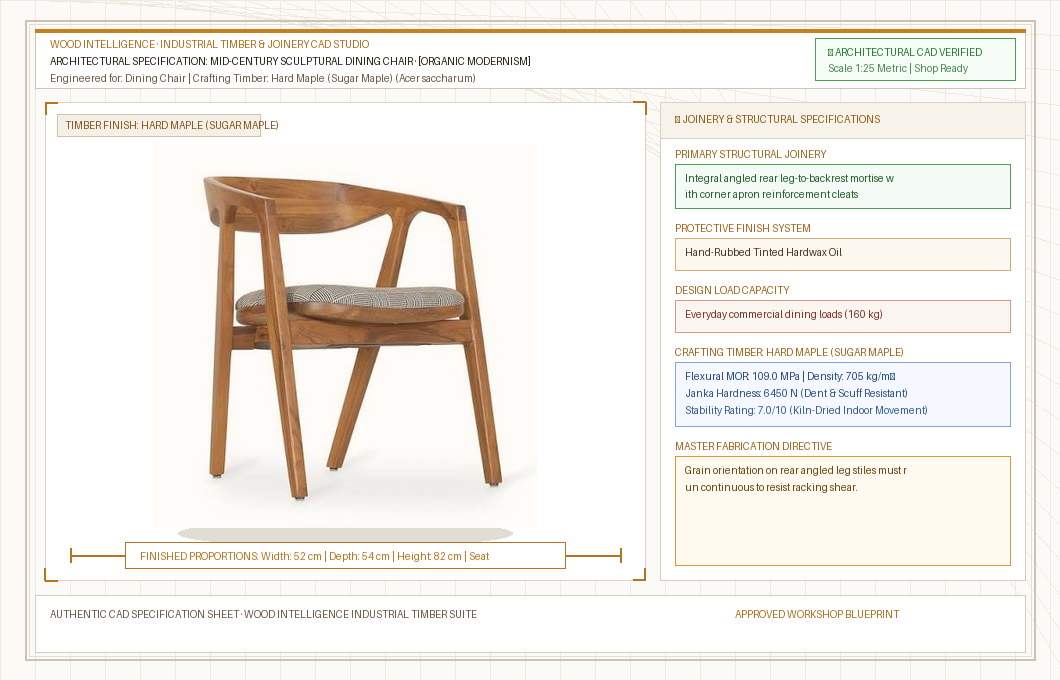 WOOD INTELLIGENCE · INDUSTRIAL TIMBER & JOINERY CAD STUDIO
ARCHITECTURAL SPECIFICATION: MID-CENTURY SCULPTURAL DINING CHAIR · [ORGANIC MODERNISM]
Engineered for: Dining Chair | Crafting Timber: Hard Maple (Sugar Maple) (Acer saccharum)
ARCHITECTURAL CAD VERIFIED
Scale 1:25 Metric | Shop Ready
TIMBER FINISH: HARD MAPLE (SUGAR MAPLE)
FINISHED PROPORTIONS: Width: 52 cm | Depth: 54 cm | Height: 82 cm | Seat
JOINERY & STRUCTURAL SPECIFICATIONS
PRIMARY STRUCTURAL JOINERY
Integral angled rear leg-to-backrest mortise w
ith corner apron reinforcement cleats
PROTECTIVE FINISH SYSTEM
Hand-Rubbed Tinted Hardwax Oil
DESIGN LOAD CAPACITY
Everyday commercial dining loads (160 kg)
CRAFTING TIMBER: HARD MAPLE (SUGAR MAPLE)
Flexural MOR: 109.0 MPa | Density: 705 kg/m
Janka Hardness: 6450 N (Dent & Scuff Resistant)
Stability Rating: 7.0/10 (Kiln-Dried Indoor Movement)
MASTER FABRICATION DIRECTIVE
Grain orientation on rear angled leg stiles must r
un continuous to resist racking shear.
AUTHENTIC CAD SPECIFICATION SHEET · WOOD INTELLIGENCE INDUSTRIAL TIMBER SUITE
APPROVED WORKSHOP BLUEPRINT